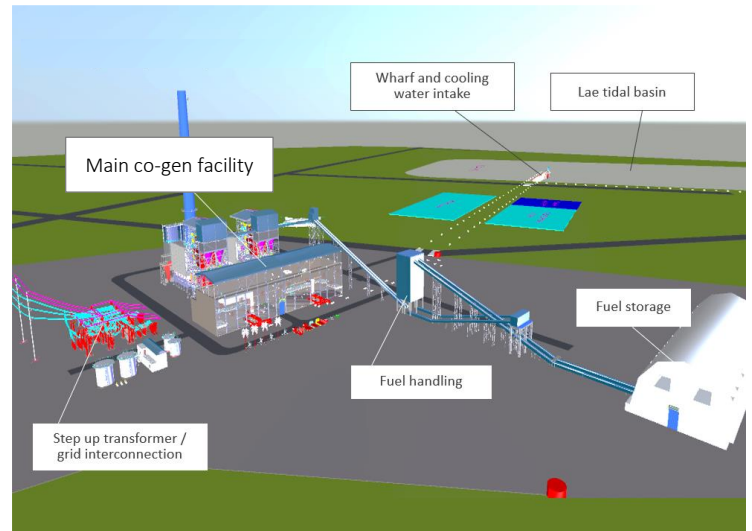 Wharf and cooling
water intake
Lae tidal basin
Main co-gen facility
Fuel storage
Fuel handling
Step up transformer /
grid interconnection